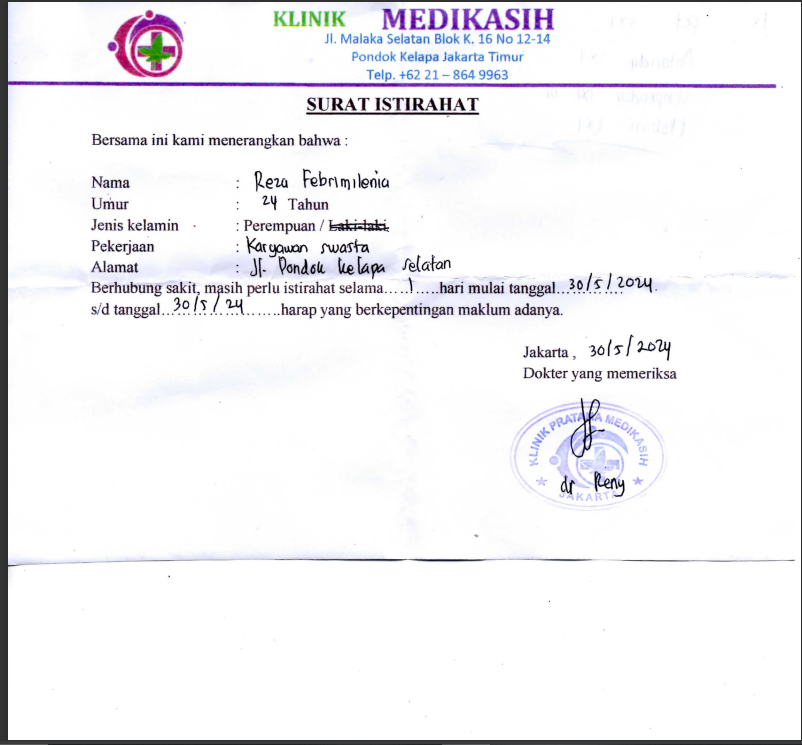 KLINIK MEDIKASIH
Jl. Malaka Selatan Blok K. 16 No 12-14
Pondok Kelapa Jakarta Timur
Telp. +62 21 – 864 9963
SURAT ISTIRAHAT
Bersama ini kami menerangkan bahwa :
Nama : Reza Febrimilenia
Umur : 24 Tahun
Jenis kelamin : Perempuan / Laki-laki.
Pekerjaan : Karyawan swasta
Alamat : Jl. Pondok Kelapa Selatan
Berhubung sakit, masih perlu istirahat selama.....1.....hari mulai tanggal...30/5/2024.
s/d tanggal...30/5/24........harap yang berkepentingan maklum adanya.
Jakarta , 30/5/2024
Dokter yang memeriksa
KLINIK PRATAMA MEDIKASIH
dr Reny
JAKARTA